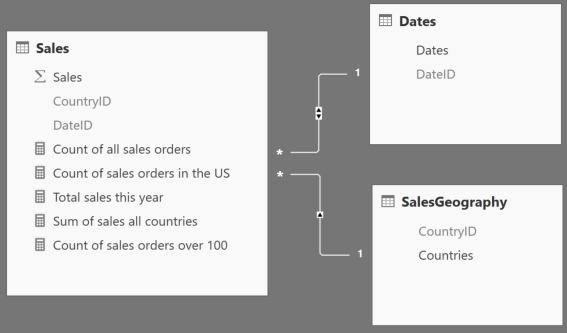 Sales
Sales
CountryID
DateID
Count of all sales orders
Count of sales orders in the US
Total sales this year
Sum of sales all countries
Count of sales orders over 100
*
*
1
1
Dates
Dates
DateID
SalesGeography
CountryID
Countries